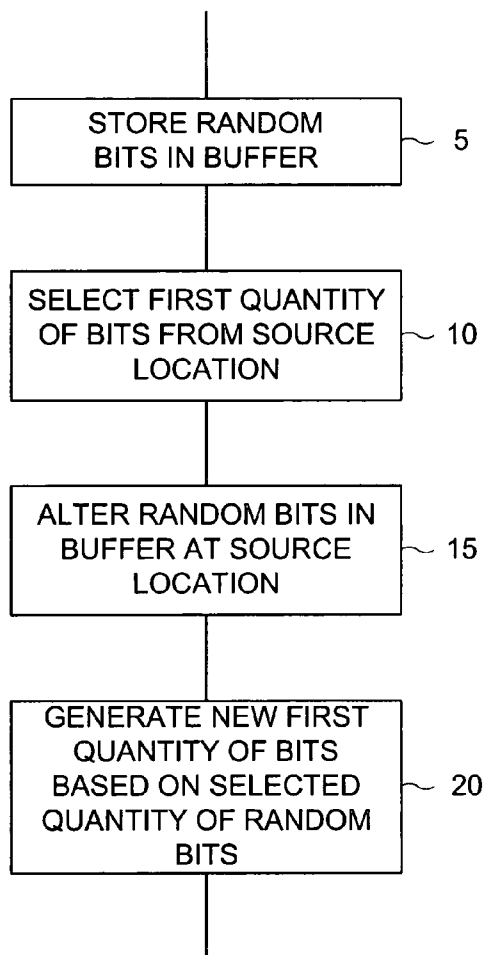 STORE RANDOM
BITS IN BUFFER
5
SELECT FIRST QUANTITY
OF BITS FROM SOURCE
LOCATION
10
ALTER RANDOM BITS IN
BUFFER AT SOURCE
LOCATION
15
GENERATE NEW FIRST
QUANTITY OF BITS
BASED ON SELECTED
QUANTITY OF RANDOM
BITS
20